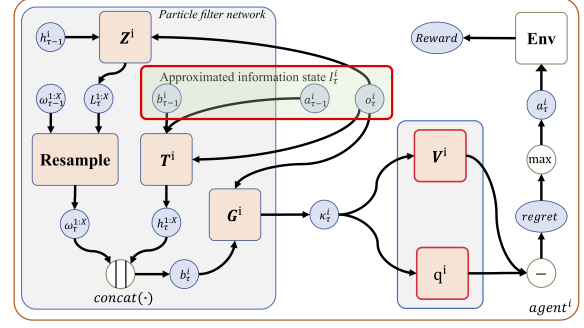 Particle filter network
h^i_{τ-1}
Z^i
Reward
Env
Approximated information state l^i_τ
ω^{1:X}_{τ-1}
L^{1:X}_τ
b^i_{τ-1}
a^i_{τ-1}
o^i_τ
a^i_τ
Resample
T^i
V^i
max
G^i
ω^{1:X}_τ
h^{1:X}_τ
κ^i_τ
regret
b^i_τ
q^i
−
concat(·)
agent^i